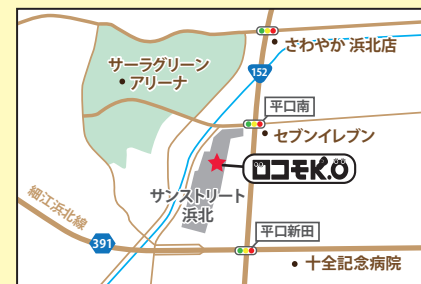 さわやか 浜北店
サーラグリーン
アリーナ
152
平口南
セブンイレブン
ロコモK.O
サンストリート
浜北
細江浜北線
平口新田
391
十全記念病院